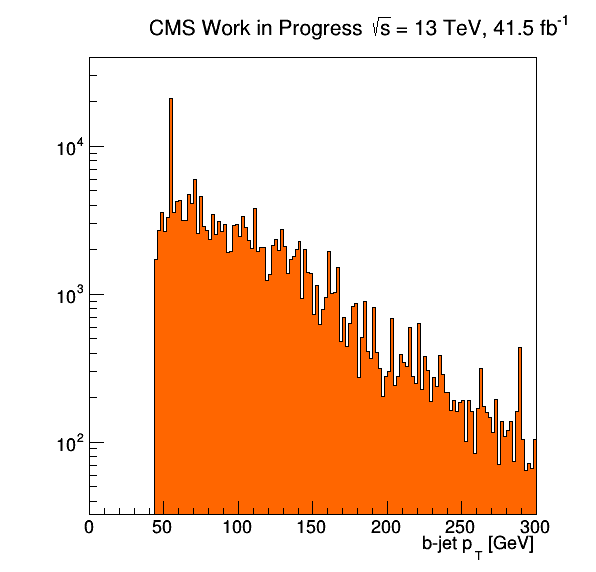 CMS Work in Progress √s = 13 TeV, 41.5 fb⁻¹
10⁴
10³
10²
0 50 100 150 200 250 300
b-jet p_T [GeV]